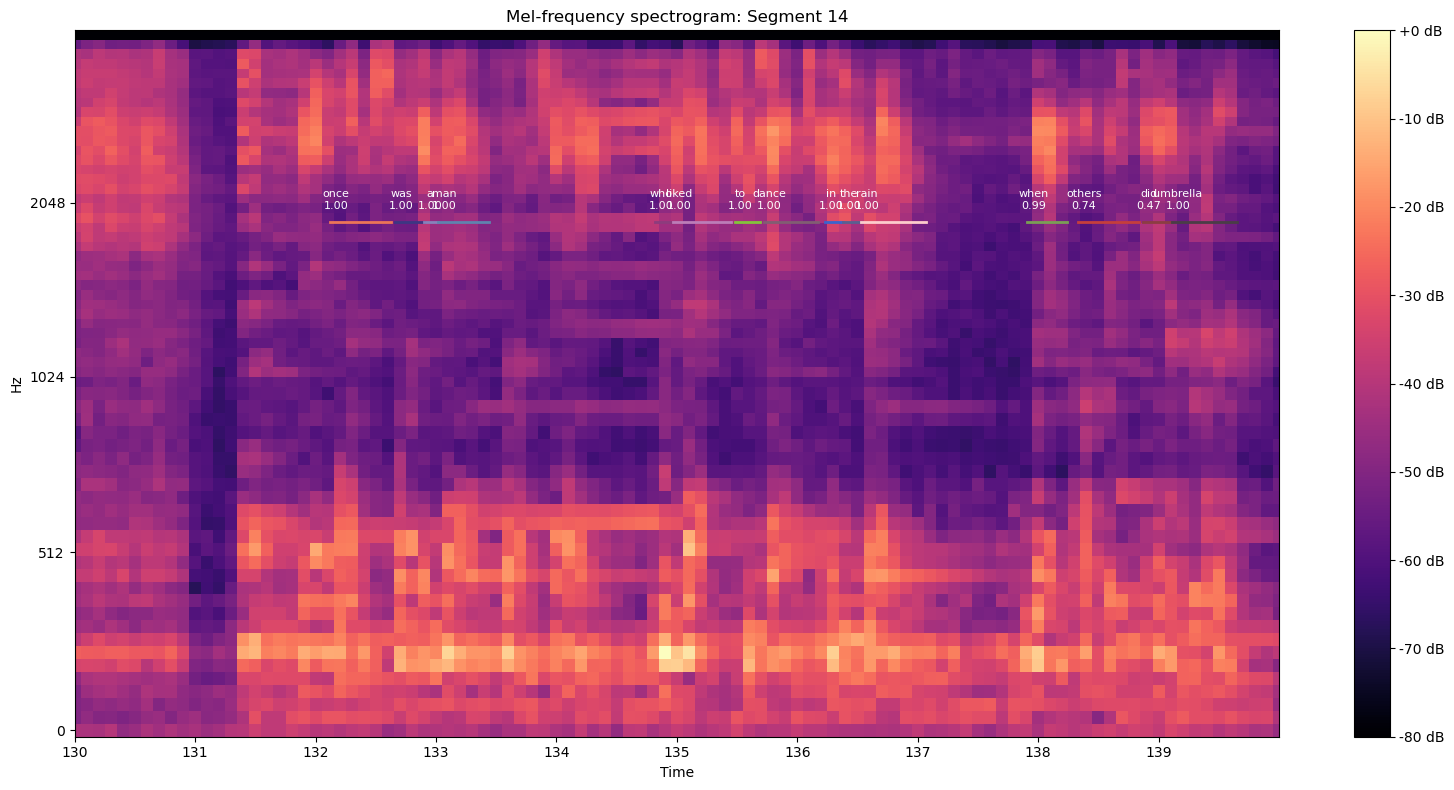 Mel-frequency spectrogram: Segment 14
+0 dB
-10 dB
-20 dB
-30 dB
-40 dB
-50 dB
-60 dB
-70 dB
-80 dB
Hz
2048
1024
512
0
once was a man who liked to dance in the rain when others did umbrella
1.00 1.00 1.00 1.00 1.00 1.00 1.00 1.00 1.00 1.00 1.00 0.99 0.74 0.47 1.00
130 131 132 133 134 135 136 137 138 139
Time